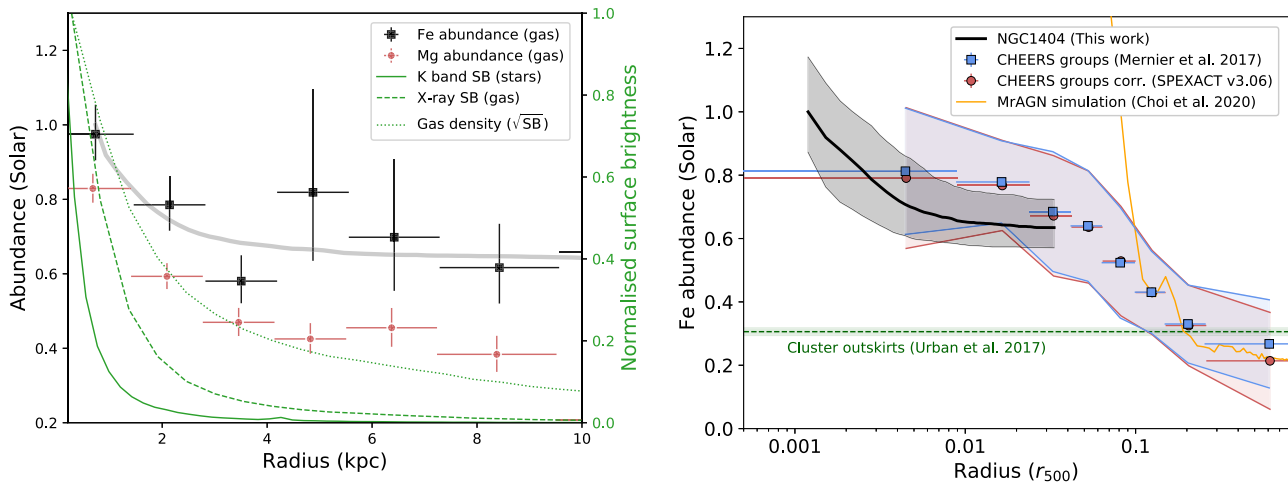 1.2
1.0
0.8
0.6
0.4
0.2
Abundance (Solar)
2
4
6
8
10
Radius (kpc)
1.0
0.8
0.6
0.4
0.2
0.0
Normalised surface brightness
Fe abundance (gas)
Mg abundance (gas)
K band SB (stars)
X-ray SB (gas)
Gas density (√SB)
1.2
1.0
0.8
0.6
0.4
0.2
0.0
Fe abundance (Solar)
0.001
0.01
0.1
Radius (r500)
NGC1404 (This work)
CHEERS groups (Mernier et al. 2017)
CHEERS groups corr. (SPEXACT v3.06)
MrAGN simulation (Choi et al. 2020)
Cluster outskirts (Urban et al. 2017)